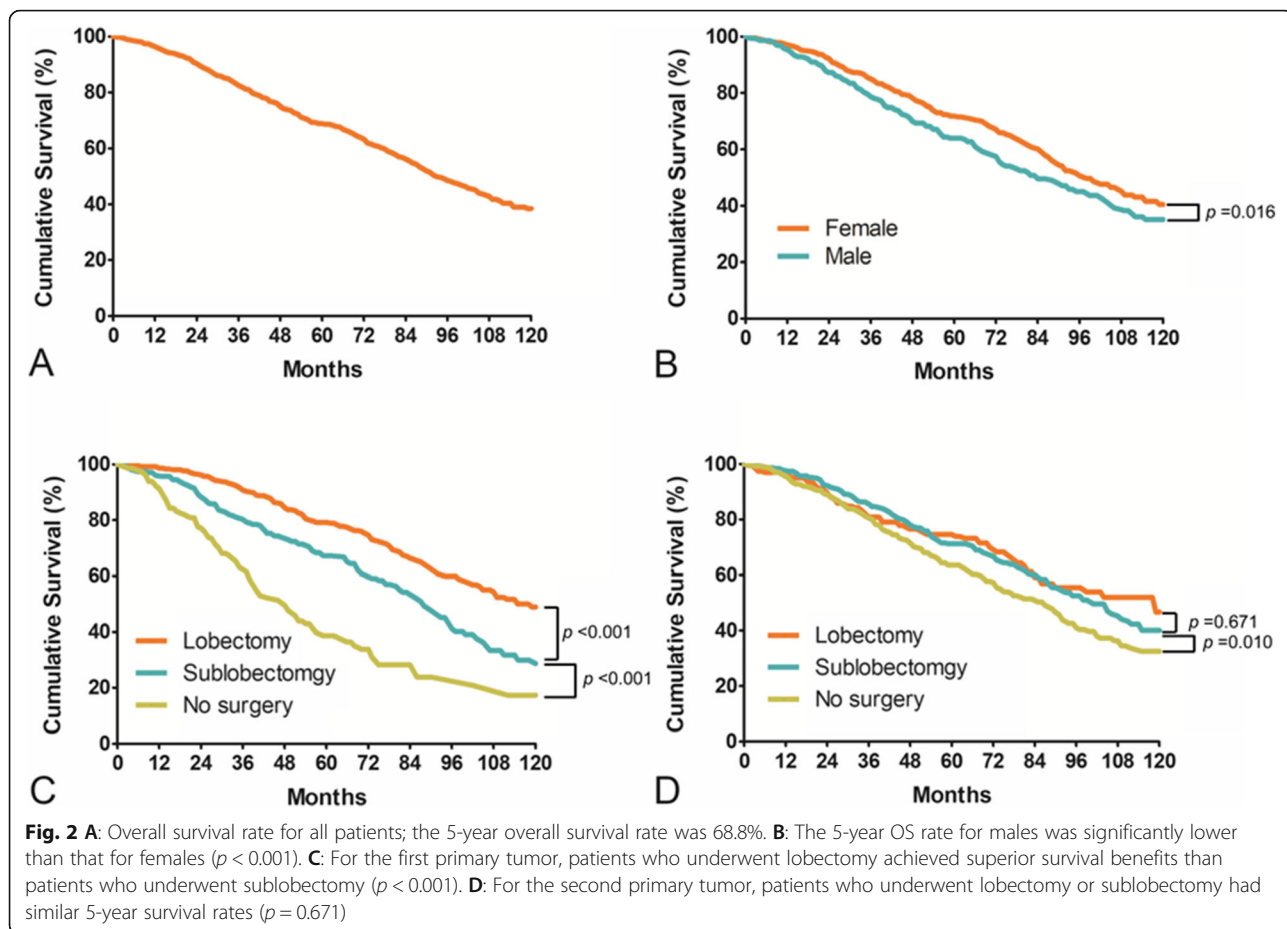 100
80
60
40
20
0
Cumulative Survival (%)
0 12 24 36 48 60 72 84 96 108 120
Months
A
100
80
60
40
20
0
Cumulative Survival (%)
Female
Male
p =0.016
0 12 24 36 48 60 72 84 96 108 120
Months
B
100
80
60
40
20
0
Cumulative Survival (%)
Lobectomy
Sublobectomgy
No surgery
p <0.001
p <0.001
0 12 24 36 48 60 72 84 96 108 120
Months
C
100
80
60
40
20
0
Cumulative Survival (%)
Lobectomy
Sublobectomgy
No surgery
p =0.671
p =0.010
0 12 24 36 48 60 72 84 96 108 120
Months
D
Fig. 2 A: Overall survival rate for all patients; the 5-year overall survival rate was 68.8%. B: The 5-year OS rate for males was significantly lower
than that for females (p < 0.001). C: For the first primary tumor, patients who underwent lobectomy achieved superior survival benefits than
patients who underwent sublobectomy (p < 0.001). D: For the second primary tumor, patients who underwent lobectomy or sublobectomy had
similar 5-year survival rates (p = 0.671)